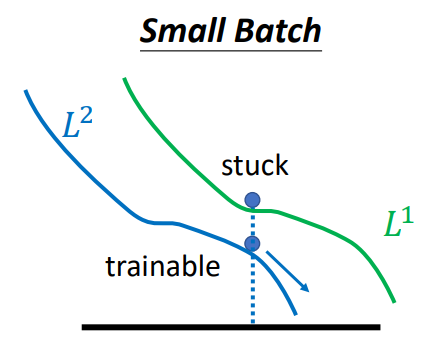 Small Batch
L²
stuck
L¹
trainable